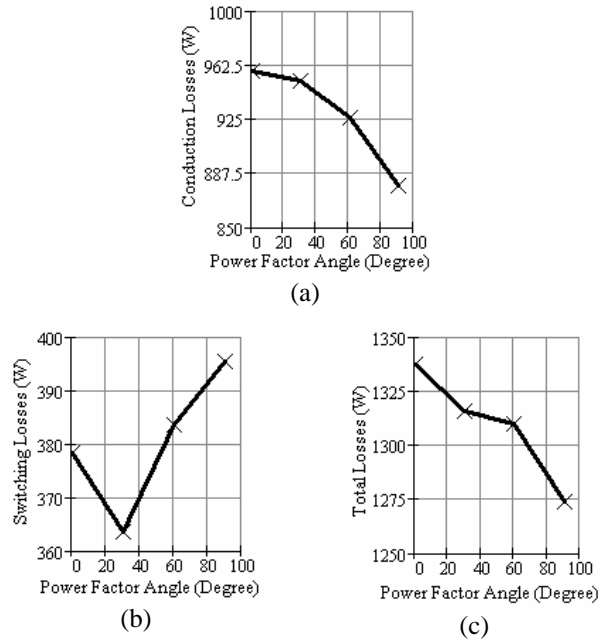 1000
962.5
925
887.5
850
Conduction Losses (W)
0 20 40 60 80 100
Power Factor Angle (Degree)
(a)
400
390
380
370
360
Switching Losses (W)
0 20 40 60 80 100
Power Factor Angle (Degree)
(b)
1350
1325
1300
1275
1250
Total Losses (W)
0 20 40 60 80 100
Power Factor Angle (Degree)
(c)